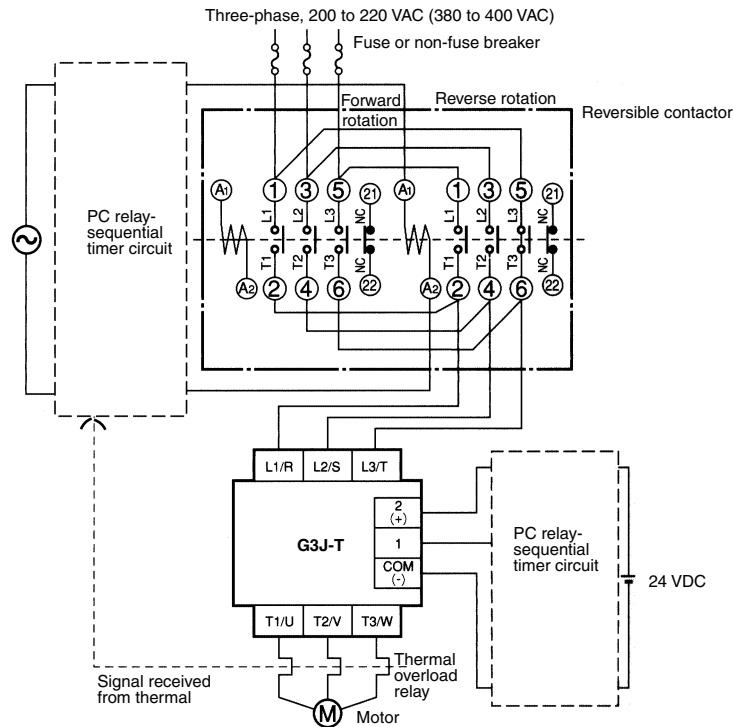 Three-phase, 200 to 220 VAC (380 to 400 VAC)
Fuse or non-fuse breaker
Forward
rotation
Reverse rotation
Reversible contactor
A1
1
3
5
21
A1
1
3
5
21
L1
L2
L3
NC
L1
L2
L3
NC
PC relay-
sequential
timer circuit
T1
T2
T3
NC
T1
T2
T3
NC
A2
2
4
6
22
A2
2
4
6
22
L1/R
L2/S
L3/T
2
(+)
G3J-T
1
COM
(-)
PC relay-
sequential
timer circuit
24 VDC
T1/U
T2/V
T3/W
Signal received
from thermal
Thermal
overload
relay
M
Motor